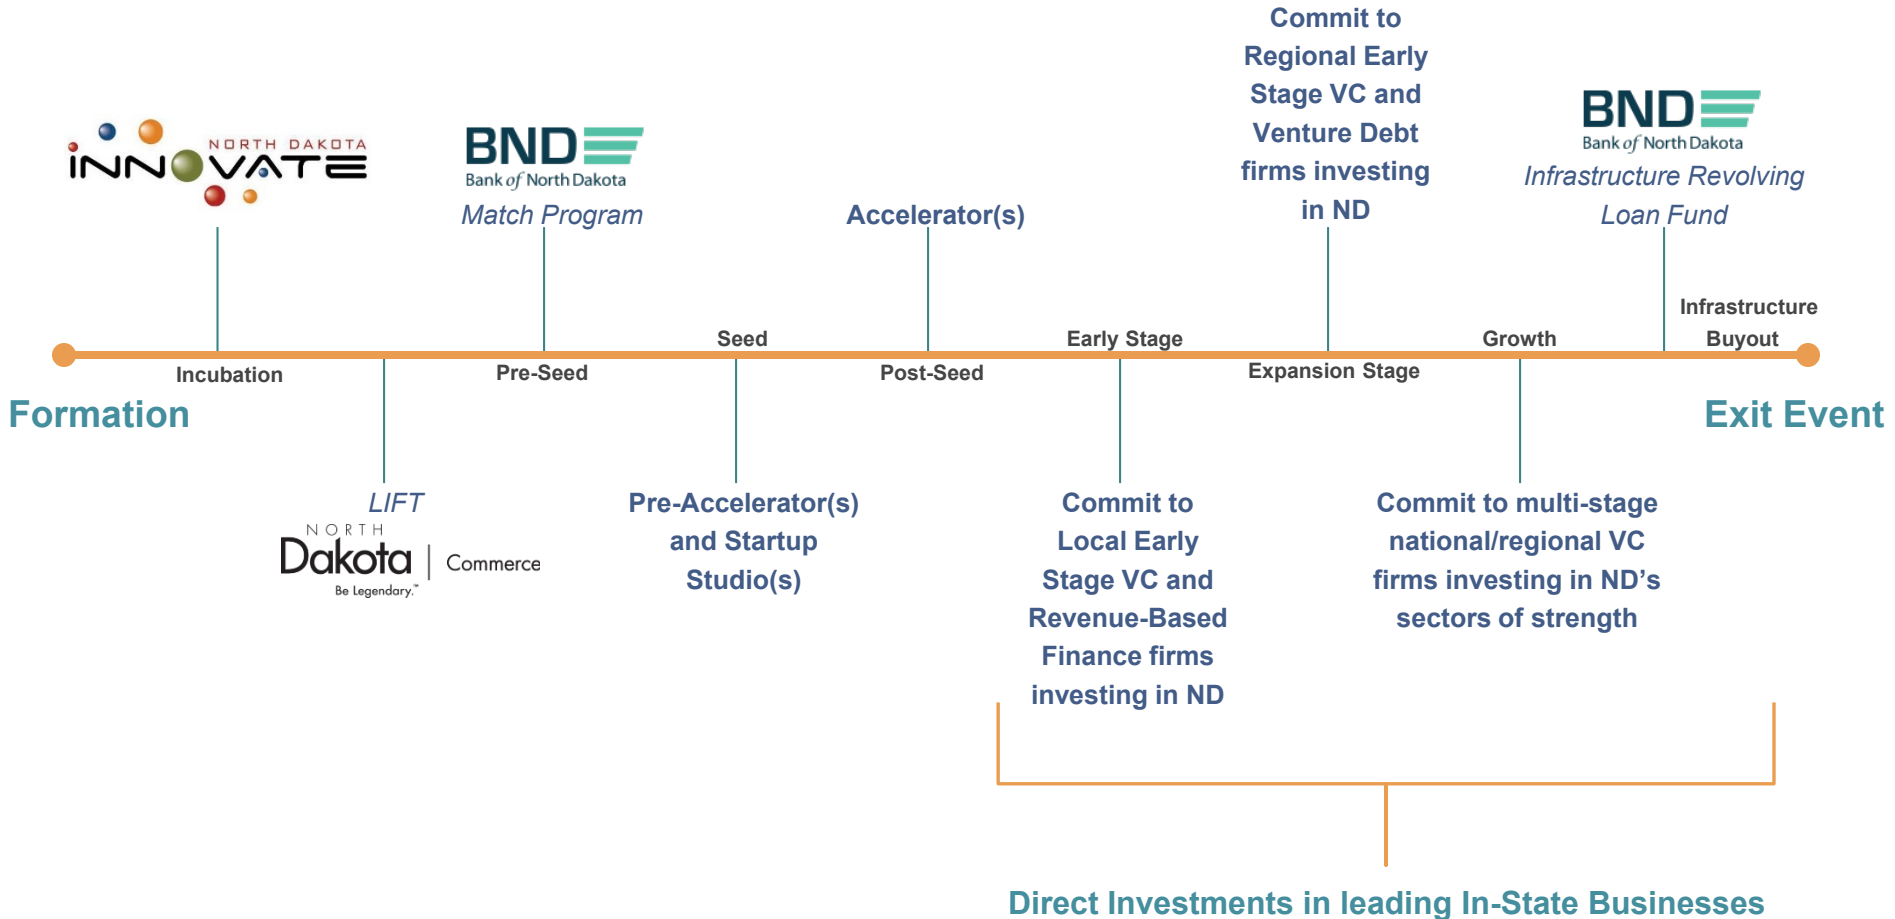 Commit to
Regional Early
Stage VC and
Venture Debt
firms investing
in ND
NORTH DAKOTA
iNNOVATE
BND
Bank of North Dakota
Match Program
Accelerator(s)
BND
Bank of North Dakota
Infrastructure Revolving
Loan Fund
Infrastructure
Buyout
Seed
Early Stage
Growth
Incubation
Pre-Seed
Post-Seed
Expansion Stage
Formation
Exit Event
LIFT
NORTH
Dakota | Commerce
Be Legendary.™
Pre-Accelerator(s)
and Startup
Studio(s)
Commit to
Local Early
Stage VC and
Revenue-Based
Finance firms
investing in ND
Commit to multi-stage
national/regional VC
firms investing in ND’s
sectors of strength
Direct Investments in leading In-State Businesses